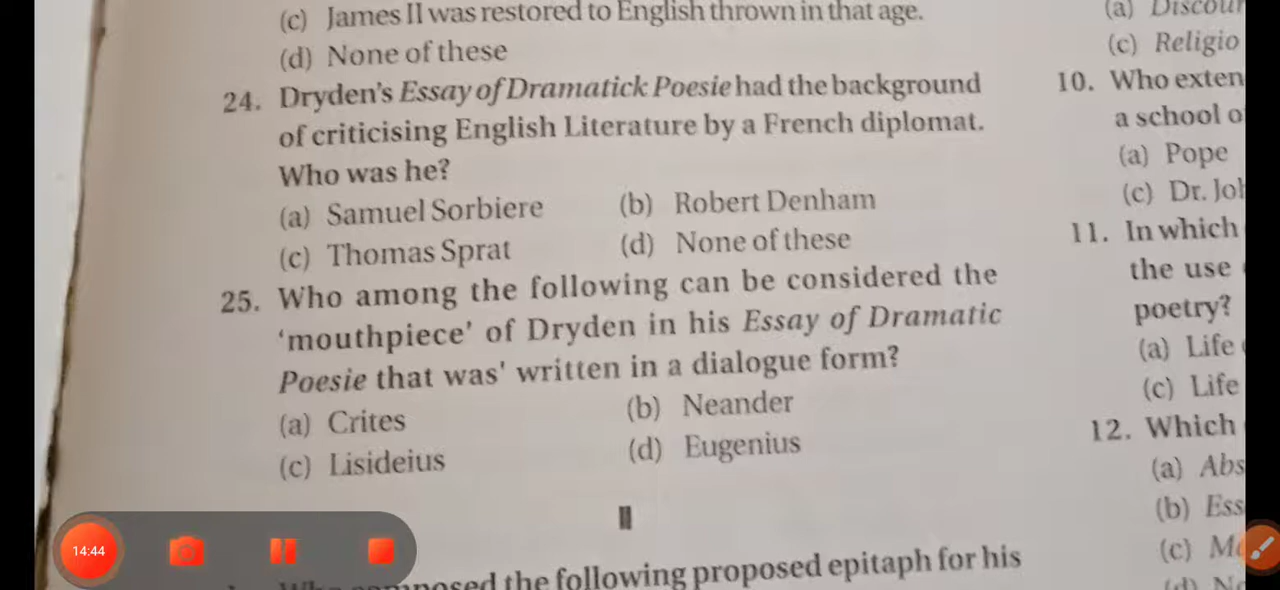 (c) James II was restored to English thrown in that age.
(d) None of these
24. Dryden's Essay of Dramatick Poesie had the background
of criticising English Literature by a French diplomat.
Who was he?
(a) Samuel Sorbiere (b) Robert Denham
(c) Thomas Sprat (d) None of these
25. Who among the following can be considered the
'mouthpiece' of Dryden in his Essay of Dramatic
Poesie that was' written in a dialogue form?
(a) Crites (b) Neander
(c) Lisideius (d) Eugenius
II
the following proposed epitaph for his
(a)
(c) Religio
10. Who exten
a school o
(a) Pope
(c) Dr. Joh
11. In which
the use
poetry?
(a) Life
(c) Life
12. Which
(a) Abs
(b) Ess
(c)
14:44